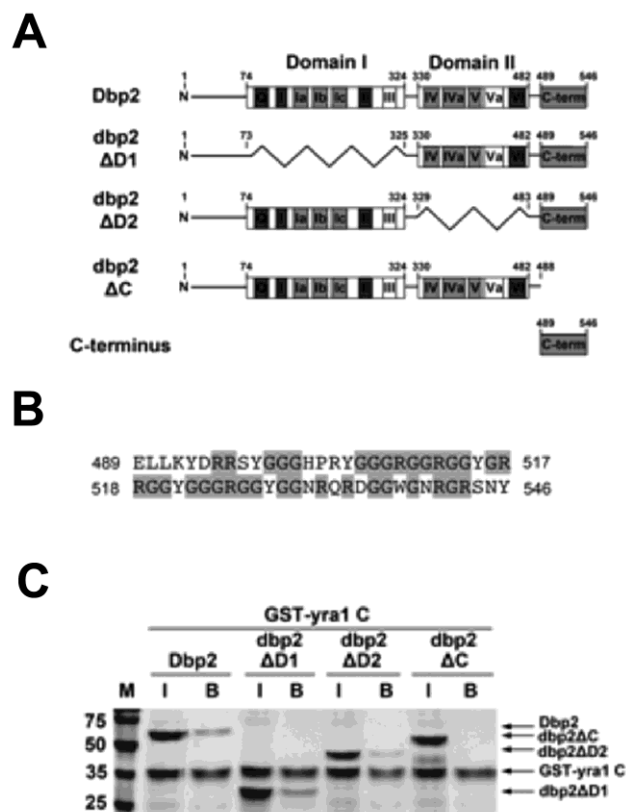 A
Domain I Domain II
1 74 324 330 482 489 546
Dbp2 N Q I Ia Ib Ic II III IV IVa V Va VI C-term
1 73 325 330 482 489 546
dbp2 ΔD1 N IV IVa V Va VI C-term
1 74 324 329 483 489 546
dbp2 ΔD2 N Q I Ia Ib Ic II III C-term
1 74 324 330 482 488
dbp2 ΔC N Q I Ia Ib Ic II III IV IVa V Va VI
489 546
C-terminus C-term
B
489 ELLKYDRRSYGGGHPRYGGGRGGRGGYGR 517
518 RGGYGGGRGGYGGNRQRDGGWGNRGRSNY 546
C
GST-yra1 C
Dbp2 dbp2 ΔD1 dbp2 ΔD2 dbp2 ΔC
M I B I B I B I B
75
50
35
25
Dbp2
dbp2ΔC
dbp2ΔD2
GST-yra1 C
dbp2ΔD1